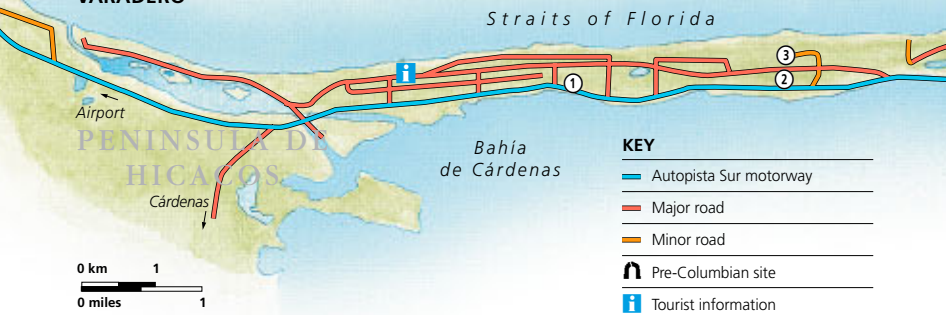 VARADERO
Straits of Florida
i
3
1
2
Airport
PENINSULA DE
HICACOS
Bahía
de Cárdenas
Cárdenas
KEY
Autopista Sur motorway
Major road
Minor road
Pre-Columbian site
i Tourist information
0 km 1
0 miles 1